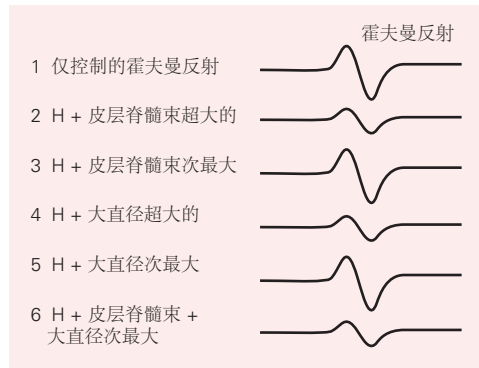 霍夫曼反射
1 仅控制的霍夫曼反射
2 H + 皮层脊髓束超大的
3 H + 皮层脊髓束次最大
4 H + 大直径超大的
5 H + 大直径次最大
6 H + 皮层脊髓束 +
大直径次最大